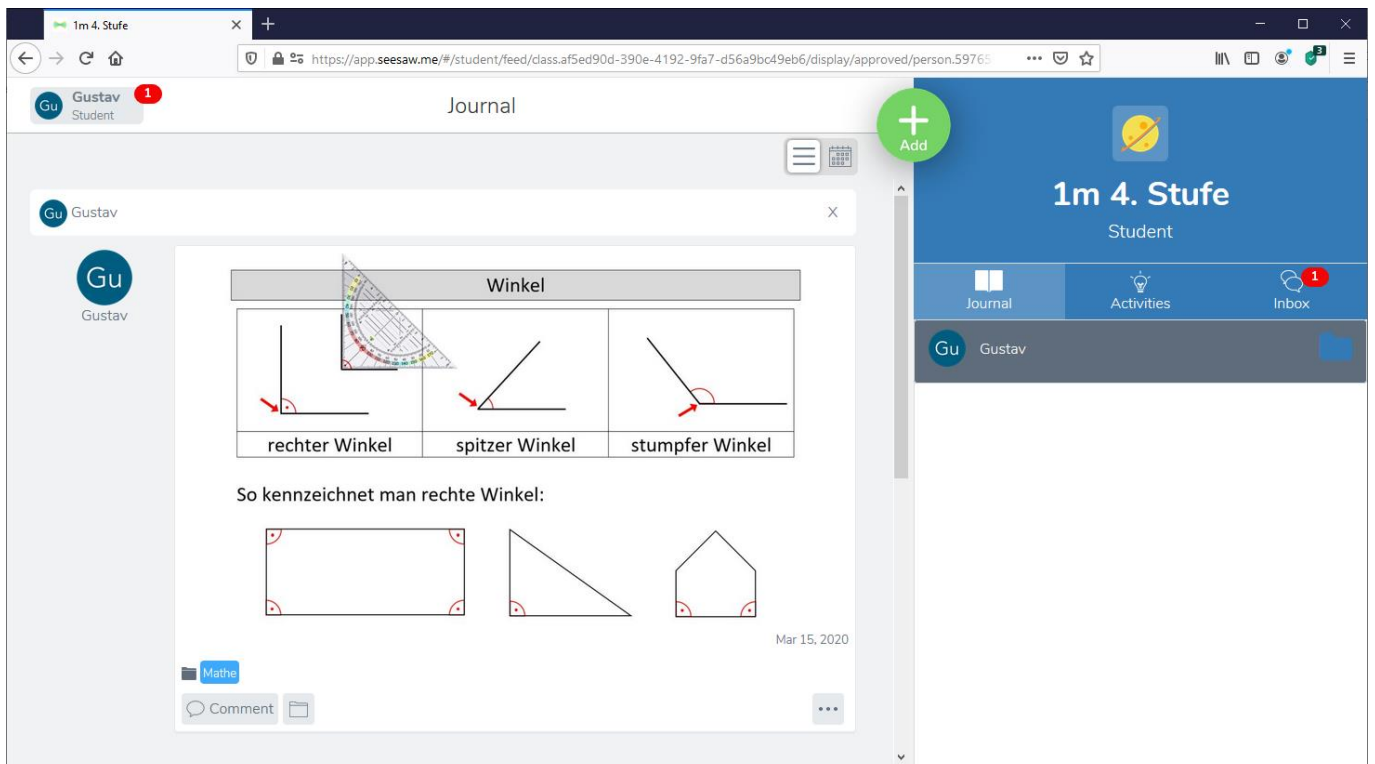 1m 4. Stufe
https://app.seesaw.me/#/student/feed/class.af5ed90d-390e-4192-9fa7-d56a9bc49eb6/display/approved/person.59765
3
Gu
Gustav
1
Student
Journal
Add
Gu Gustav
X
Gu
Gustav
Winkel
rechter Winkel
spitzer Winkel
stumpfer Winkel
So kennzeichnet man rechte Winkel:
Mar 15, 2020
Mathe
Comment
1m 4. Stufe
Student
Journal
Activities
Inbox
1
Gu Gustav